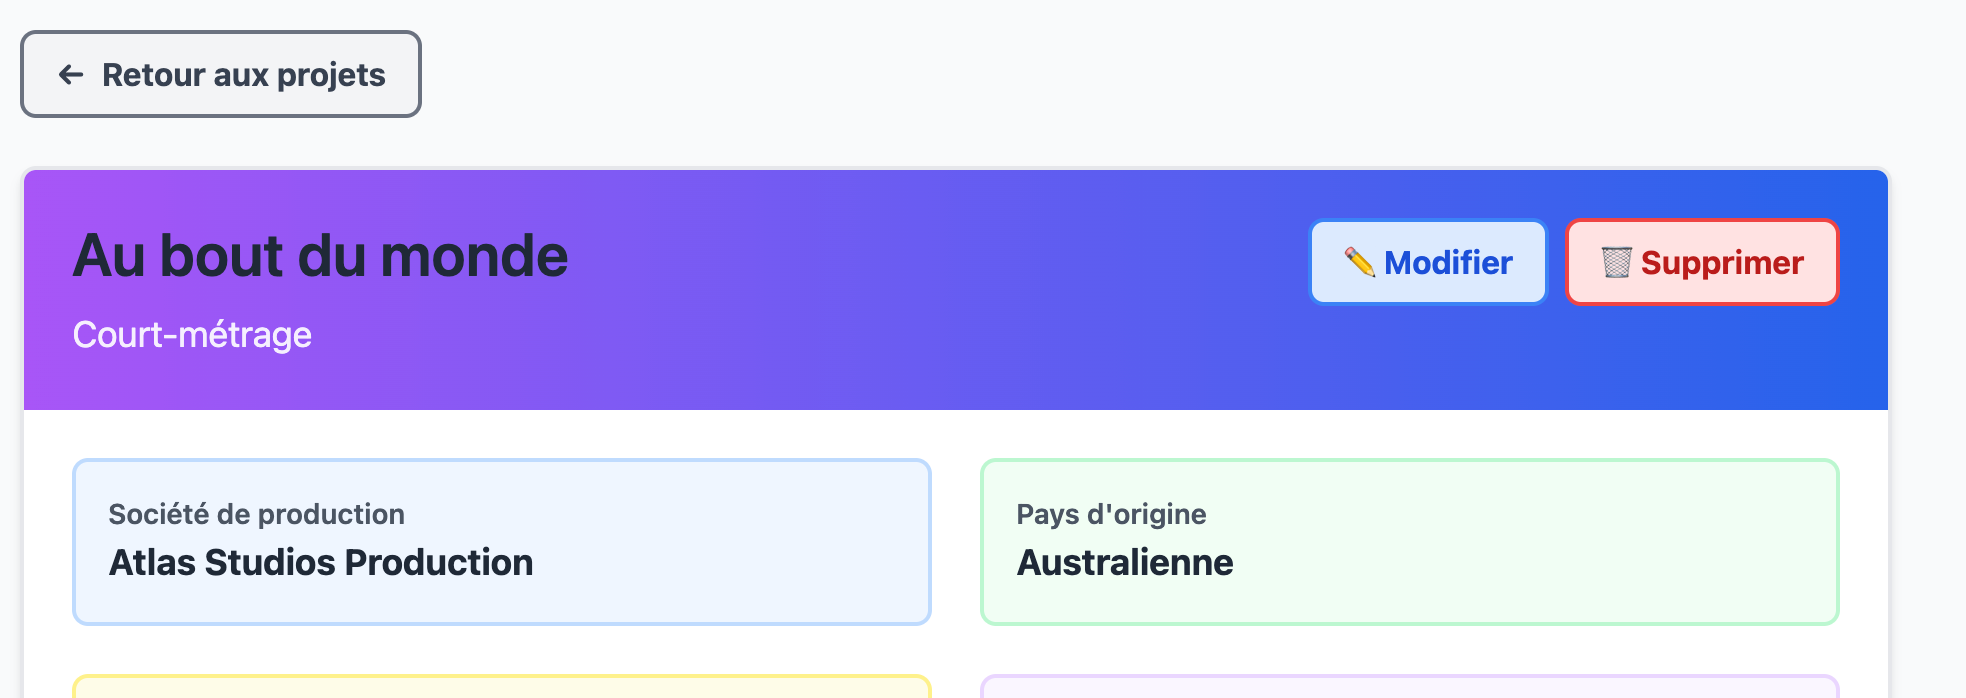 ← Retour aux projets
Au bout du monde
Court-métrage
✏️ Modifier
🗑️ Supprimer
Société de production
Atlas Studios Production
Pays d'origine
Australienne